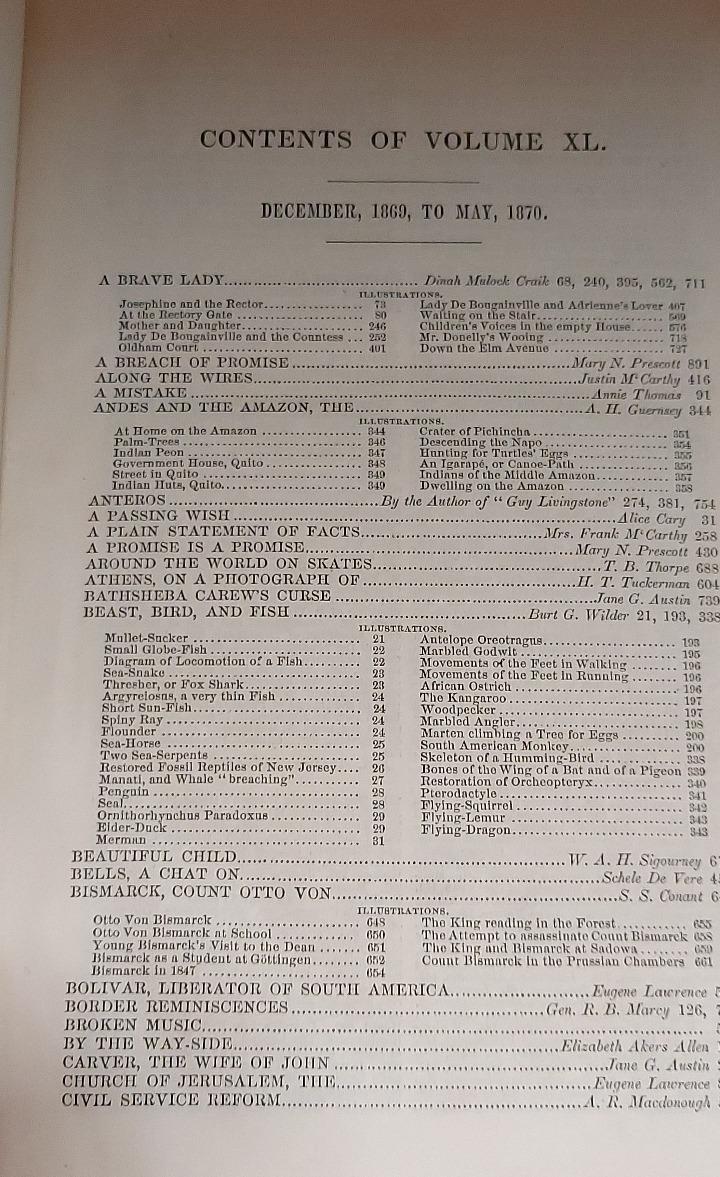 CONTENTS OF VOLUME XL.
DECEMBER, 1869, TO MAY, 1870.
A BRAVE LADY........ Dinah Mulock Craik 68, 240, 395, 562, 711
ILLUSTRATIONS.
Josephine and the Rector........ 73
At the Rectory Gate ........ 80
Mother and Daughter........ 246
Lady De Bougainville and the Countess ... 252
Oldham Court ........ 401
Lady De Bougainville and Adrienne's Lover 407
Waiting on the Stair........ 569
Children's Voices in the empty House...... 576
Mr. Donelly's Wooing ........ 718
Down the Elm Avenue ........ 727
A BREACH OF PROMISE........Mary N. Prescott 891
ALONG THE WIRES........Justin McCarthy 416
A MISTAKE........Annie Thomas 91
ANDES AND THE AMAZON, THE........A. H. Guernsey 344
ILLUSTRATIONS.
At Home on the Amazon ........ 344
Palm-Trees ........ 346
Indian Peon ........ 347
Government House, Quito........ 348
Street in Quito ........ 349
Indian Huts, Quito........ 349
Crater of Pichincha........ 351
Descending the Napo........ 354
Hunting for Turtles' Eggs ........ 355
An Igarapé, or Canoe-Path ........ 356
Indians of the Middle Amazon........ 357
Dwelling on the Amazon ........ 358
ANTEROS........By the Author of "Guy Livingstone" 274, 381, 754
A PASSING WISH........Alice Cary 31
A PLAIN STATEMENT OF FACTS........Mrs. Frank McCarthy 258
A PROMISE IS A PROMISE........Mary N. Prescott 430
AROUND THE WORLD ON SKATES........T. B. Thorpe 688
ATHENS, ON A PHOTOGRAPH OF........H. T. Tuckerman 604
BATHSHEBA CAREW'S CURSE........Jane G. Austin 739
BEAST, BIRD, AND FISH........Burt G. Wilder 21, 193, 338
ILLUSTRATIONS.
Mullet-Sucker ........ 21
Small Globe-Fish ........ 22
Diagram of Locomotion of a Fish........ 22
Sea-Snake ........ 23
Thresher, or Fox Shark........ 23
Argyreiosus, a very thin Fish ........ 24
Short Sun-Fish........ 24
Spiny Ray ........ 24
Flounder ........ 24
Sea-Horse ........ 25
Two Sea-Serpents ........ 25
Restored Fossil Reptiles of New Jersey.... 26
Manati, and Whale "breaching"........ 27
Penguin ........ 28
Seal........ 28
Ornithorhynchus Paradoxus ........ 29
Eider-Duck ........ 29
Merman ........ 31
Antelope Oreotragus........ 193
Marbled Godwit ........ 195
Movements of the Feet in Walking ........ 196
Movements of the Feet in Running ........ 196
African Ostrich ........ 196
The Kangaroo ........ 197
Woodpecker ........ 197
Marbled Angler........ 198
Marten climbing a Tree for Eggs ........ 200
South American Monkey........ 200
Skeleton of a Humming-Bird ........ 338
Bones of the Wing of a Bat and of a Pigeon 339
Restoration of Orcheopteryx........ 340
Pterodactyle........ 341
Flying-Squirrel ........ 342
Flying-Lemur ........ 343
Flying-Dragon........ 343
BEAUTIFUL CHILD........W. A. H. Sigourney
BELLS, A CHAT ON........Schele De Vere
BISMARCK, COUNT OTTO VON........S. S. Conant
ILLUSTRATIONS.
Otto Von Bismarck ........ 648
Otto Von Bismarck at School ........ 650
Young Bismarck's Visit to the Dean ........ 651
Bismarck as a Student at Göttingen........ 652
Bismarck in 1847 ........ 654
The King reading in the Forest........ 655
The Attempt to assassinate Count Bismarck 658
The King and Bismarck at Sadowa ........ 659
Count Bismarck in the Prussian Chambers 661
BOLIVAR, LIBERATOR OF SOUTH AMERICA........Eugene Lawrence
BORDER REMINISCENCES........Gen. R. B. Marcy 126,
BROKEN MUSIC........
BY THE WAY-SIDE........Elizabeth Akers Allen
CARVER, THE WIFE OF JOHN........Jane G. Austin
CHURCH OF JERUSALEM, THE........Eugene Lawrence
CIVIL SERVICE REFORM........A. R. Macdonough